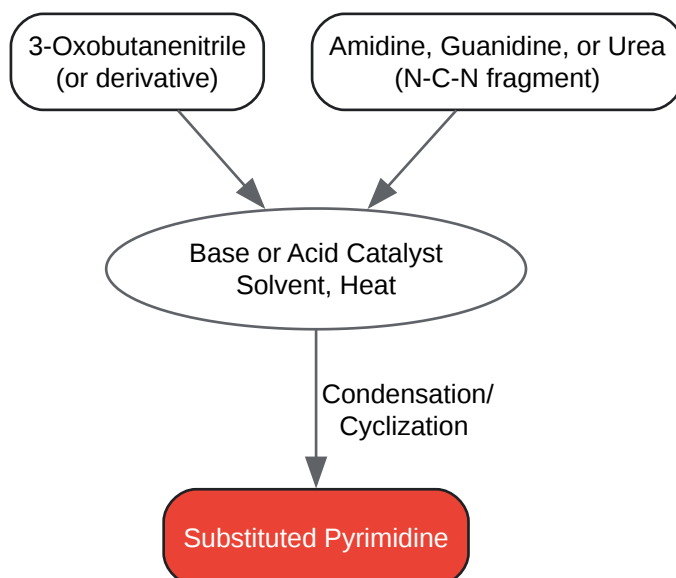 3-Oxobutanenitrile
(or derivative)
Amidine, Guanidine, or Urea
(N-C-N fragment)
Base or Acid Catalyst
Solvent, Heat
Condensation/
Cyclization
Substituted Pyrimidine